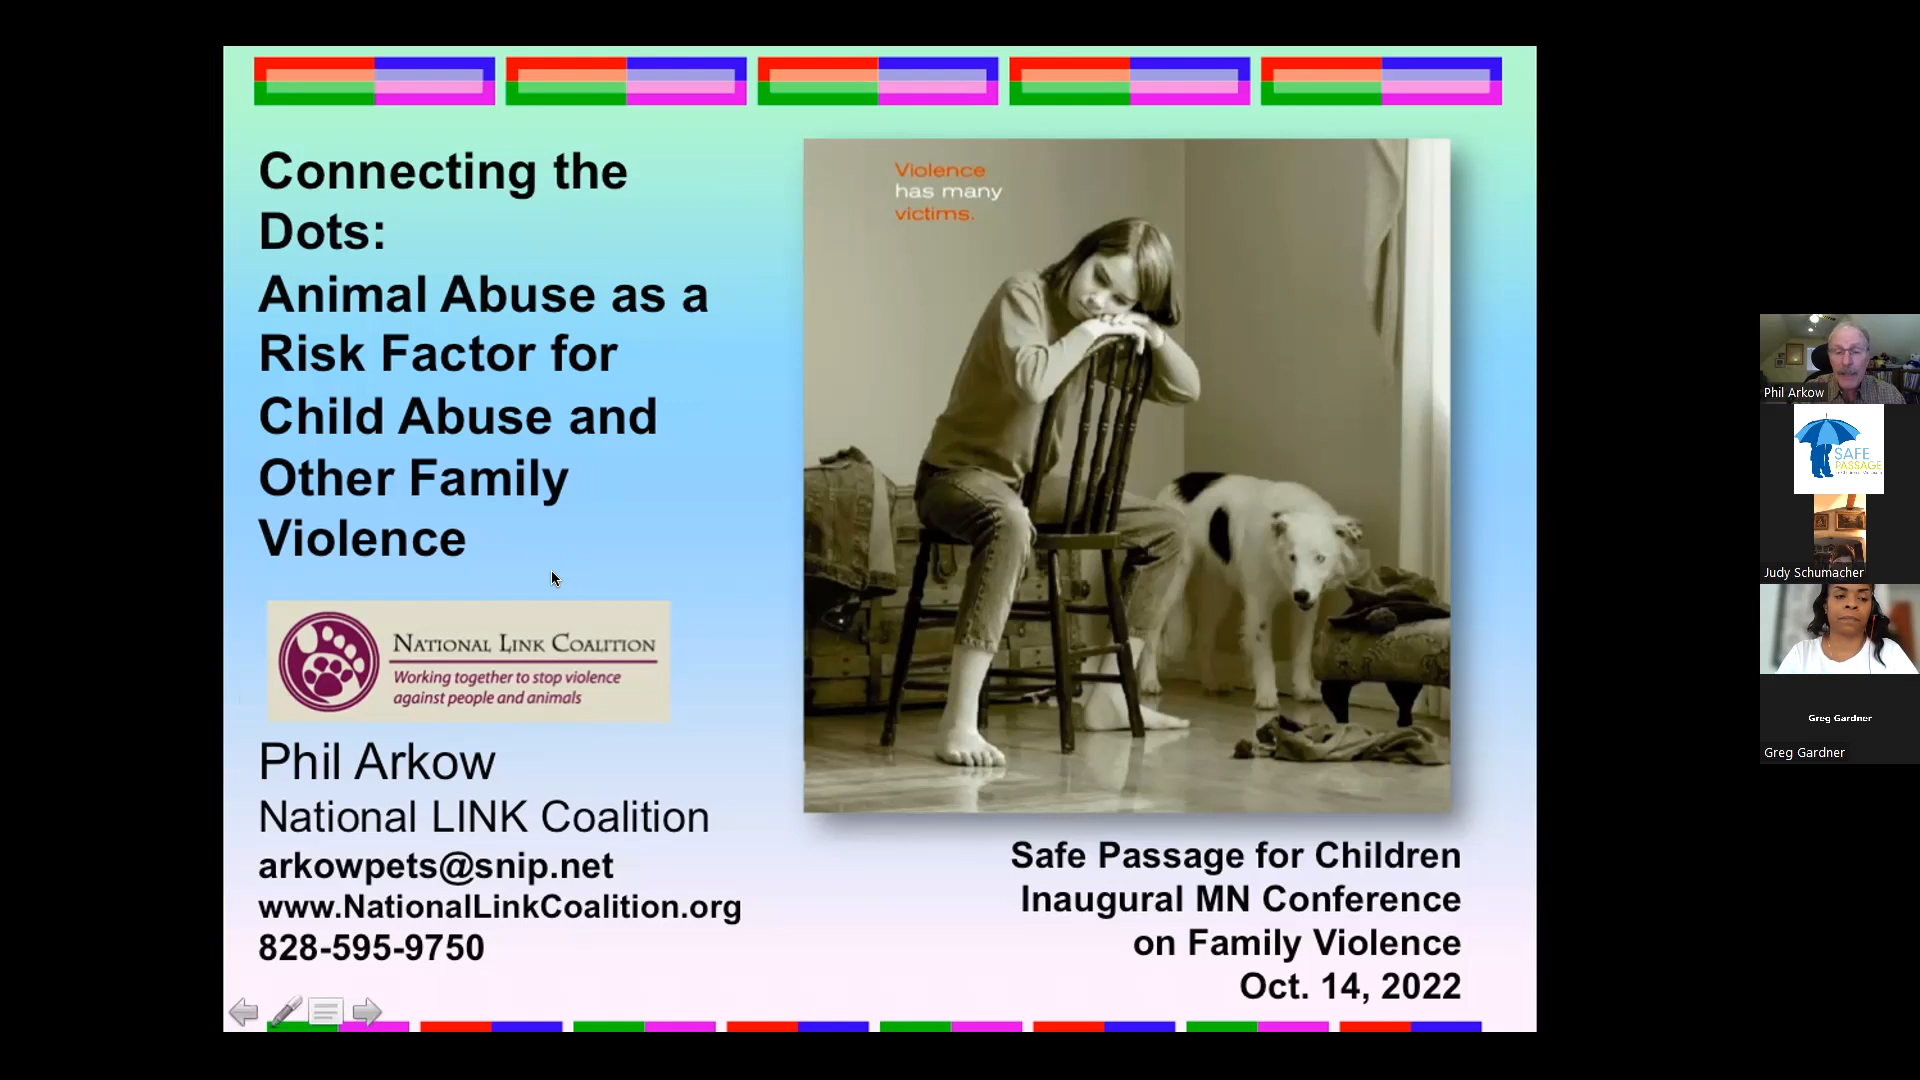 Connecting the
Dots:
Animal Abuse as a
Risk Factor for
Child Abuse and
Other Family
Violence
NATIONAL LINK COALITION
Working together to stop violence
against people and animals
Phil Arkow
National LINK Coalition
arkowpets@snip.net
www.NationalLinkCoalition.org
828-595-9750
Violence
has many
victims.
Safe Passage for Children
Inaugural MN Conference
on Family Violence
Oct. 14, 2022
Phil Arkow
SAFE
PASSAGE
Judy Schumacher
Greg Gardner
Greg Gardner